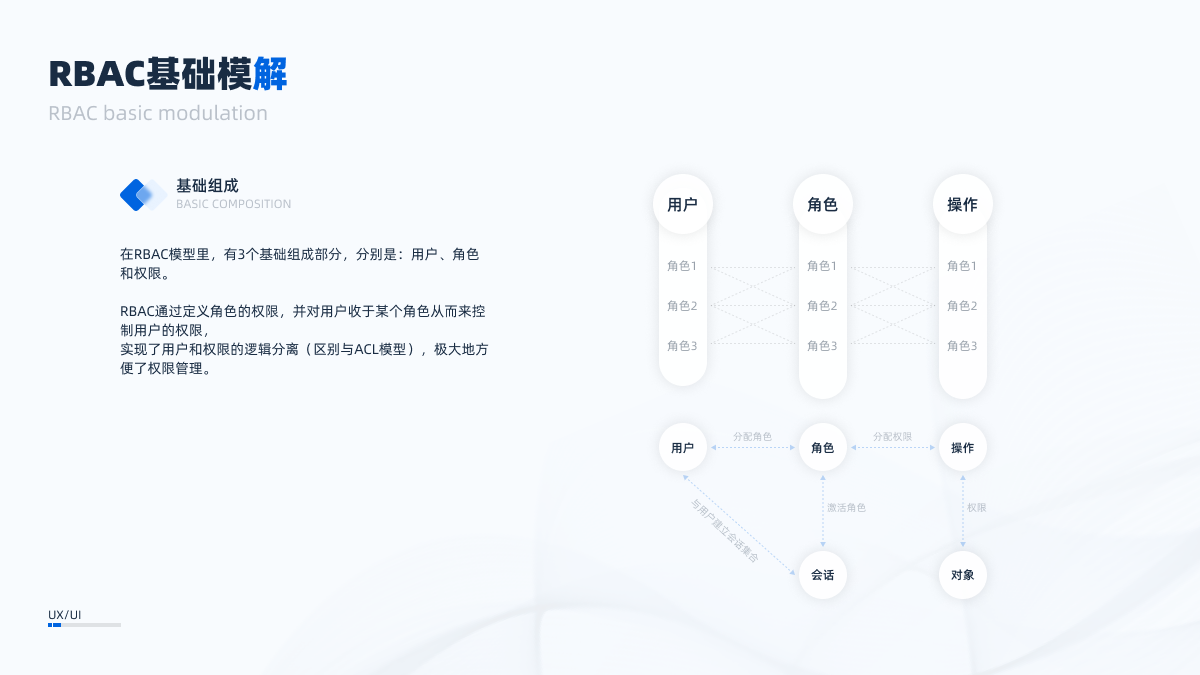 RBAC基础模解
RBAC basic modulation
基础组成
BASIC COMPOSITION
在RBAC模型里，有3个基础组成部分，分别是：用户、角色
和权限。
RBAC通过定义角色的权限，并对用户收于某个角色从而来控
制用户的权限，
实现了用户和权限的逻辑分离（区别与ACL模型），极大地方
便了权限管理。
用户 角色 操作
角色1 角色1 角色1
角色2 角色2 角色2
角色3 角色3 角色3
用户 分配角色 角色 分配权限 操作
与用户建立会话集合 激活角色 权限
会话 对象
UX/UI